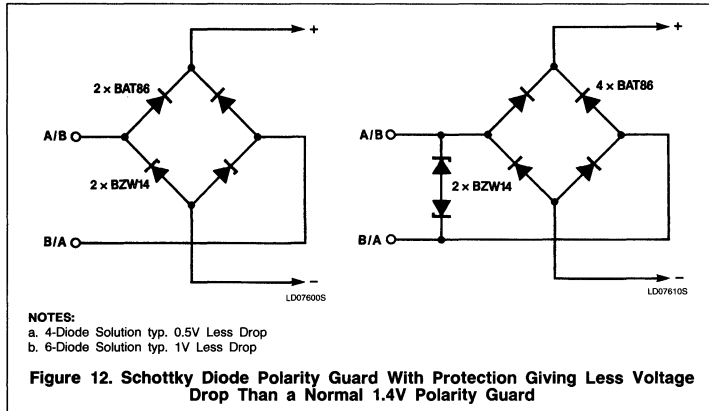 +
+
2 × BAT86
4 × BAT86
A/B
A/B
2 × BZW14
2 × BZW14
B/A
B/A
−
−
LD07600S
LD07610S
NOTES:
a. 4-Diode Solution typ. 0.5V Less Drop
b. 6-Diode Solution typ. 1V Less Drop
Figure 12. Schottky Diode Polarity Guard With Protection Giving Less Voltage
Drop Than a Normal 1.4V Polarity Guard